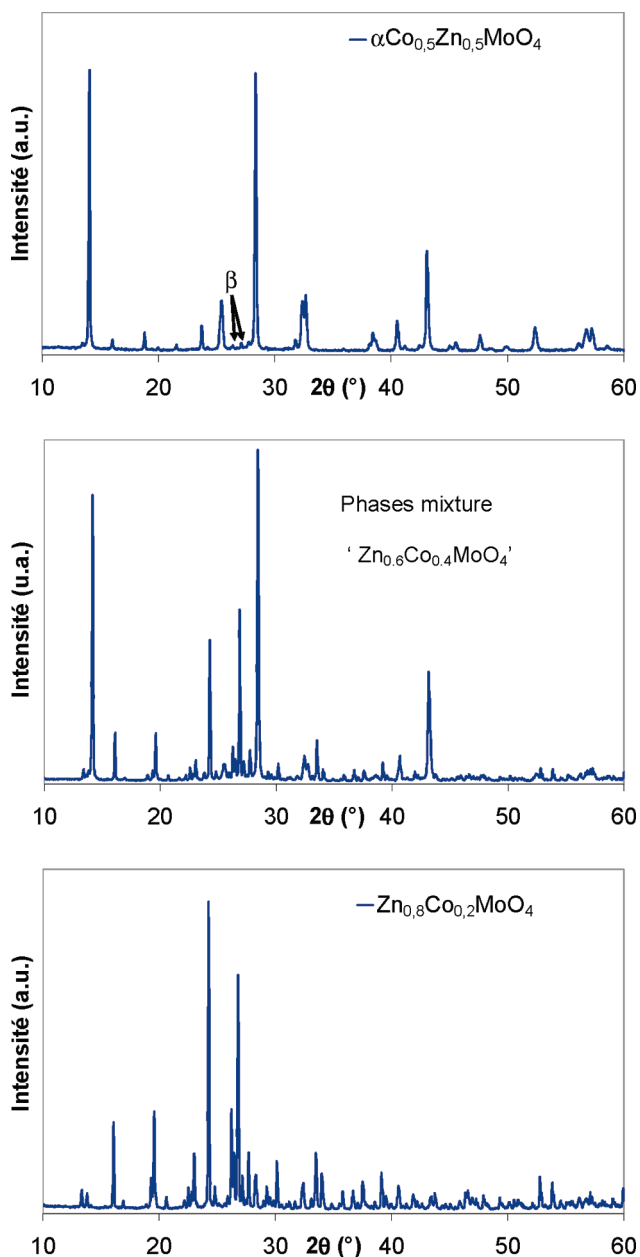 αCo0,5Zn0,5MoO4
Intensité (a.u.)
β
10 20 30 40 50 60
2θ (°)
Phases mixture
‘ Zn0.6Co0.4MoO4’
Intensité (u.a.)
10 20 30 40 50 60
2θ (°)
Zn0,8Co0,2MoO4
Intensité (a.u.)
10 20 30 40 50 60
2θ (°)